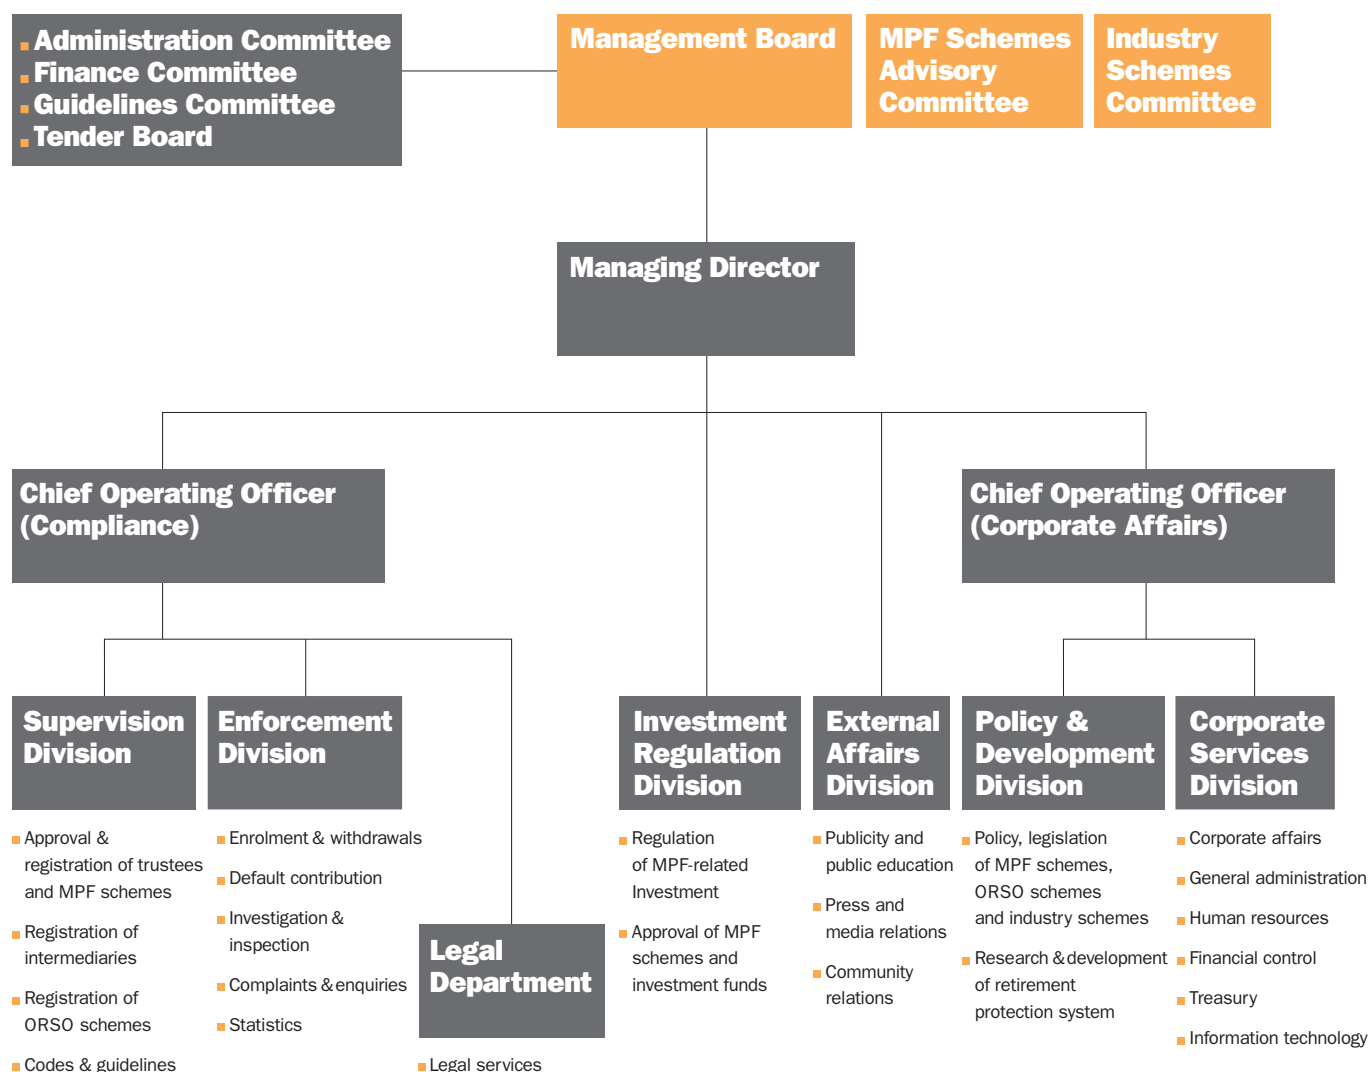 Administration Committee
Finance Committee
Guidelines Committee
Tender Board
Management Board
MPF Schemes
Advisory
Committee
Industry
Schemes
Committee
Managing Director
Chief Operating Officer
(Compliance)
Chief Operating Officer
(Corporate Affairs)
Supervision
Division
Approval &
registration of trustees
and MPF schemes
Registration of
intermediaries
Registration of
ORSO schemes
Codes & guidelines
Enforcement
Division
Enrolment & withdrawals
Default contribution
Investigation &
inspection
Complaints & enquiries
Statistics
Legal
Department
Legal services
Investment
Regulation
Division
Regulation
of MPF-related
Investment
Approval of MPF
schemes and
investment funds
External
Affairs
Division
Publicity and
public education
Press and
media relations
Community
relations
Policy &
Development
Division
Policy, legislation
of MPF schemes,
ORSO schemes
and industry schemes
Research & development
of retirement
protection system
Corporate
Services
Division
Corporate affairs
General administration
Human resources
Financial control
Treasury
Information technology